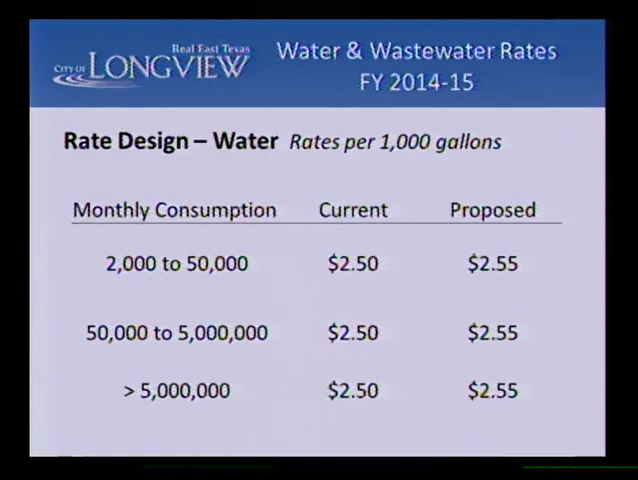 Real East Texas
CITY OF LONGVIEW
Water & Wastewater Rates
FY 2014-15
Rate Design – Water Rates per 1,000 gallons
Monthly Consumption Current Proposed
2,000 to 50,000 $2.50 $2.55
50,000 to 5,000,000 $2.50 $2.55
> 5,000,000 $2.50 $2.55